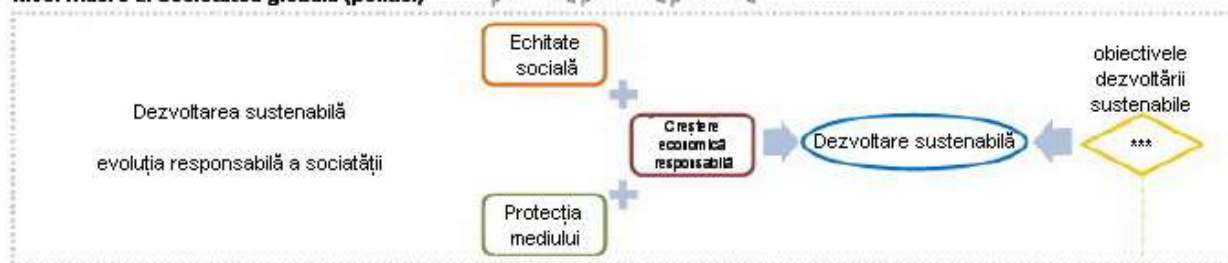 Echitate
socială
obiectivele
dezvoltării
sustenabile
***
Dezvoltarea sustenabilă
evoluția responsabilă a sociatății
Creștere
economică
responsabilă
Dezvoltare sustenabilă
Protecția
mediului